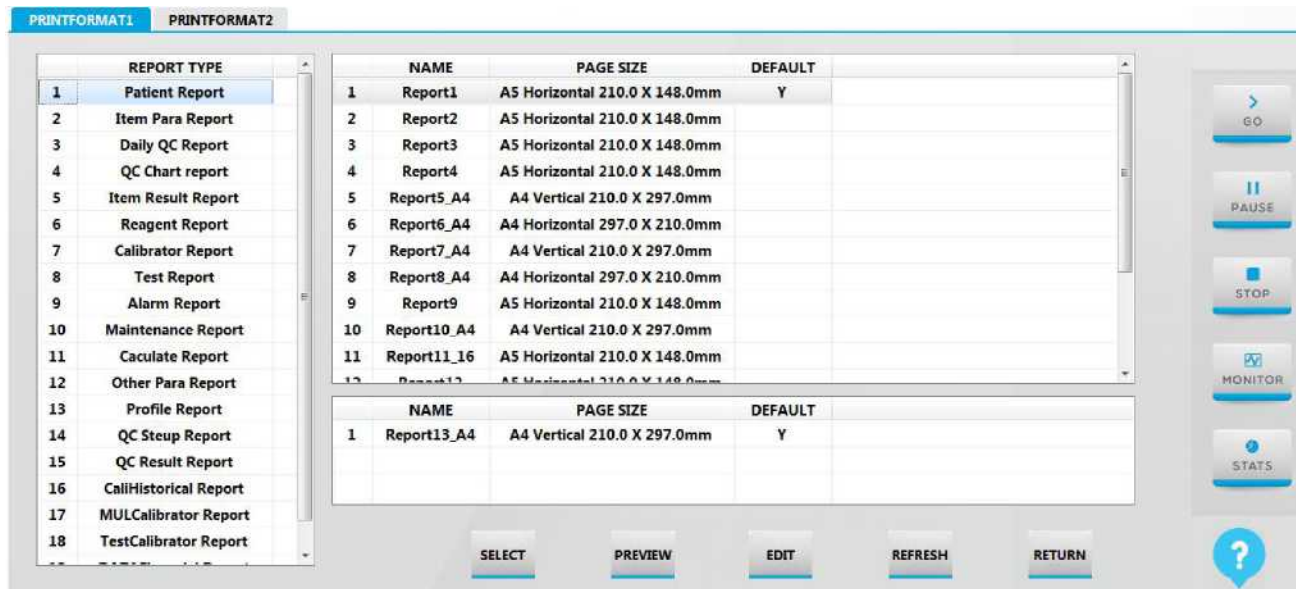 PRINTFORMAT1 PRINTFORMAT2
REPORT TYPE
1 Patient Report
2 Item Para Report
3 Daily QC Report
4 QC Chart report
5 Item Result Report
6 Reagent Report
7 Calibrator Report
8 Test Report
9 Alarm Report
10 Maintenance Report
11 Caculate Report
12 Other Para Report
13 Profile Report
14 QC Steup Report
15 QC Result Report
16 CaliHistorical Report
17 MULCalibrator Report
18 TestCalibrator Report
NAME PAGE SIZE DEFAULT
1 Report1 A5 Horizontal 210.0 X 148.0mm Y
2 Report2 A5 Horizontal 210.0 X 148.0mm
3 Report3 A5 Horizontal 210.0 X 148.0mm
4 Report4 A5 Horizontal 210.0 X 148.0mm
5 Report5_A4 A4 Vertical 210.0 X 297.0mm
6 Report6_A4 A4 Horizontal 297.0 X 210.0mm
7 Report7_A4 A4 Vertical 210.0 X 297.0mm
8 Report8_A4 A4 Horizontal 297.0 X 210.0mm
9 Report9 A5 Horizontal 210.0 X 148.0mm
10 Report10_A4 A4 Vertical 210.0 X 297.0mm
11 Report11_16 A5 Horizontal 210.0 X 148.0mm
12 Report12 A5 Horizontal 210.0 X 148.0mm
NAME PAGE SIZE DEFAULT
1 Report13_A4 A4 Vertical 210.0 X 297.0mm Y
SELECT PREVIEW EDIT REFRESH RETURN
GO
PAUSE
STOP
MONITOR
STATS
?